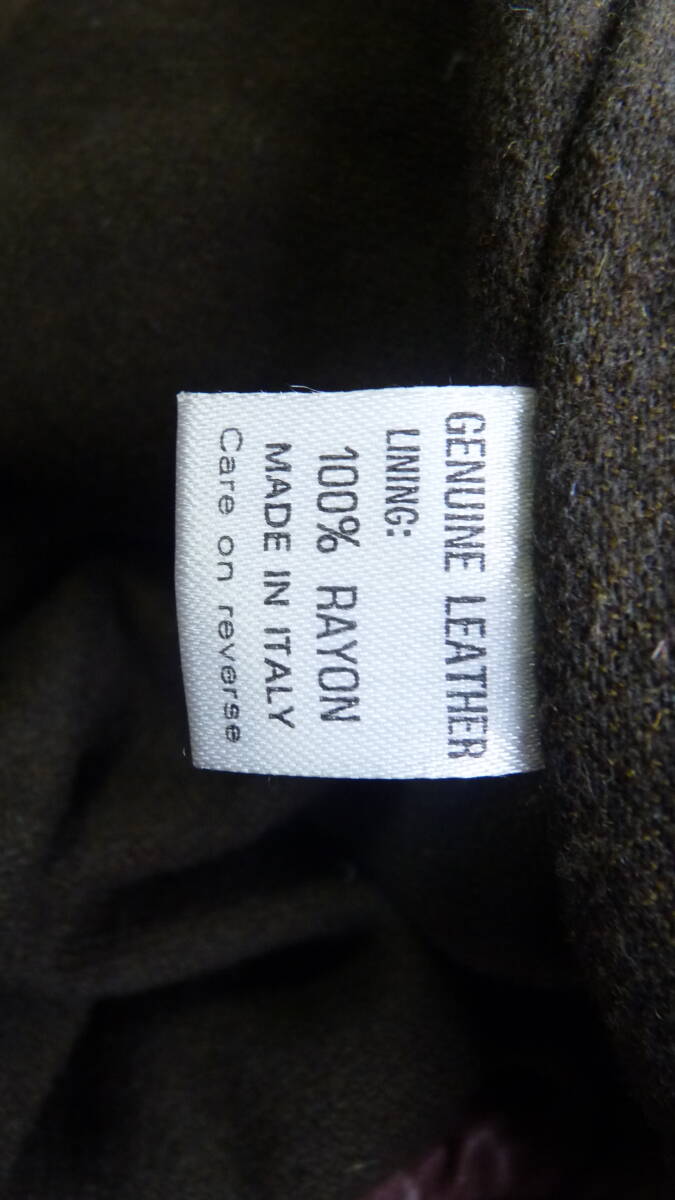 GENUINE LEATHER
LINING:
100% RAYON
MADE IN ITALY
Care on reverse